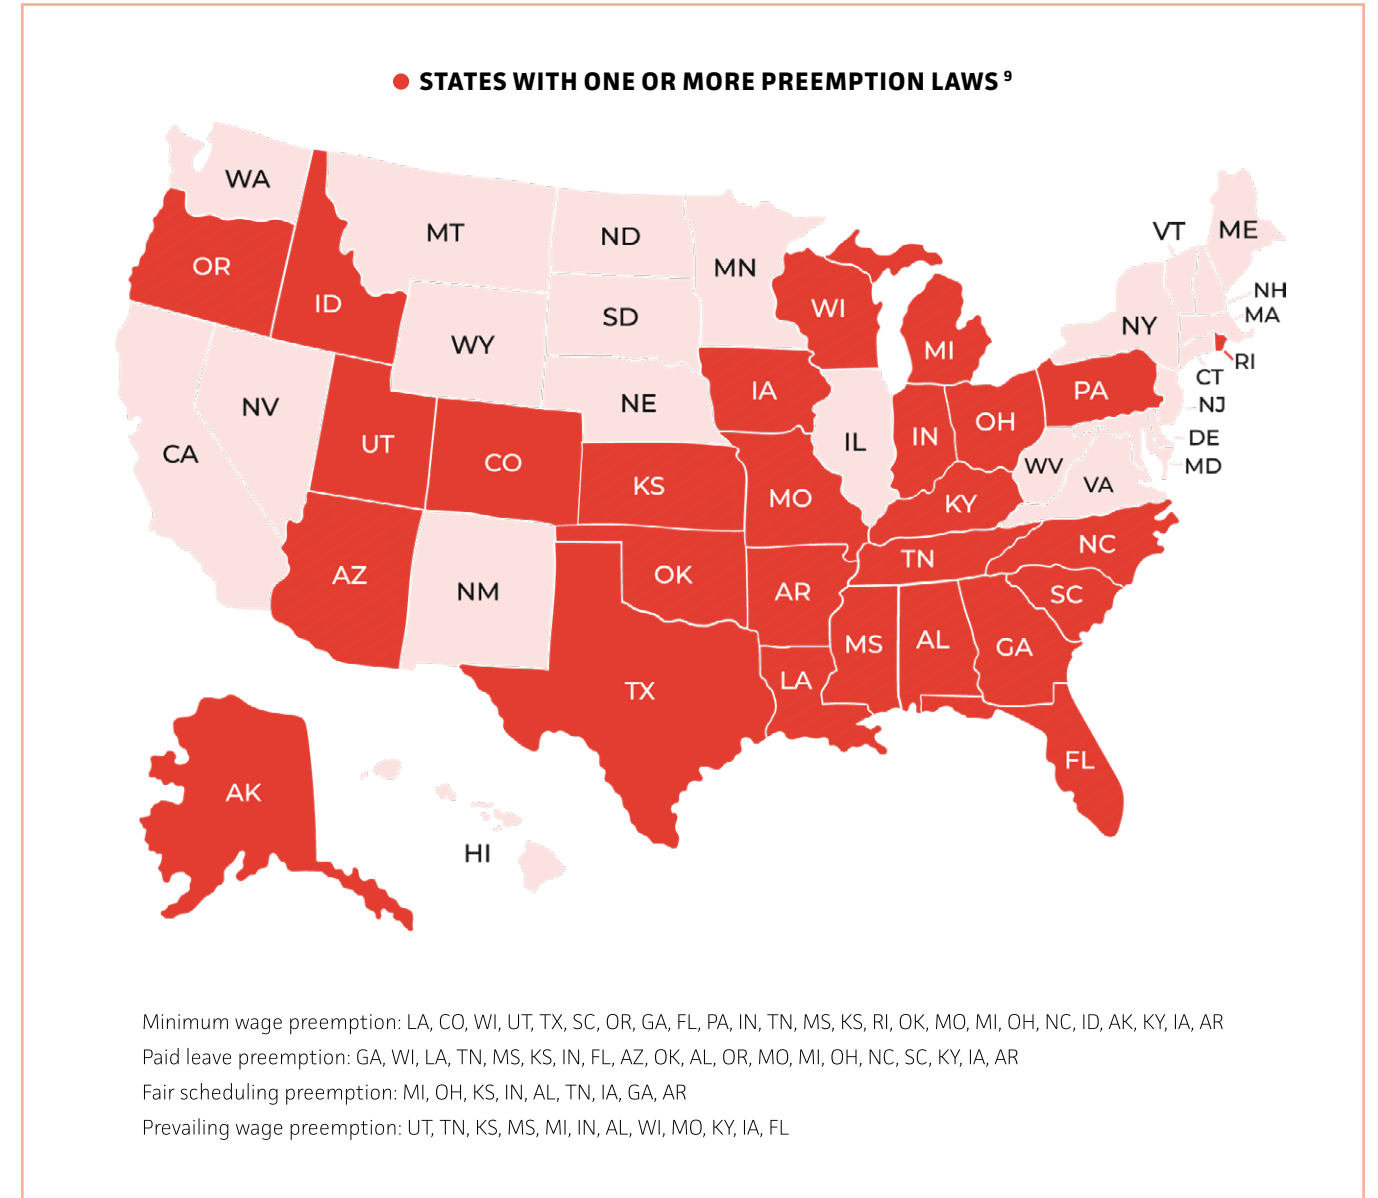 STATES WITH ONE OR MORE PREEMPTION LAWS 9
WA
MT
ND
MN
VT
ME
OR
ID
SD
WI
NH
MA
WY
NY
MI
RI
IA
PA
CT
NV
NE
NJ
CA
UT
CO
IL
IN
OH
DE
WV
MD
KS
MO
VA
KY
AZ
NM
OK
AR
TN
NC
SC
MS
AL
GA
LA
TX
FL
AK
HI
Minimum wage preemption: LA, CO, WI, UT, TX, SC, OR, GA, FL, PA, IN, TN, MS, KS, RI, OK, MO, MI, OH, NC, ID, AK, KY, IA, AR
Paid leave preemption: GA, WI, LA, TN, MS, KS, IN, FL, AZ, OK, AL, OR, MO, MI, OH, NC, SC, KY, IA, AR
Fair scheduling preemption: MI, OH, KS, IN, AL, TN, IA, GA, AR
Prevailing wage preemption: UT, TN, KS, MS, MI, IN, AL, WI, MO, KY, IA, FL